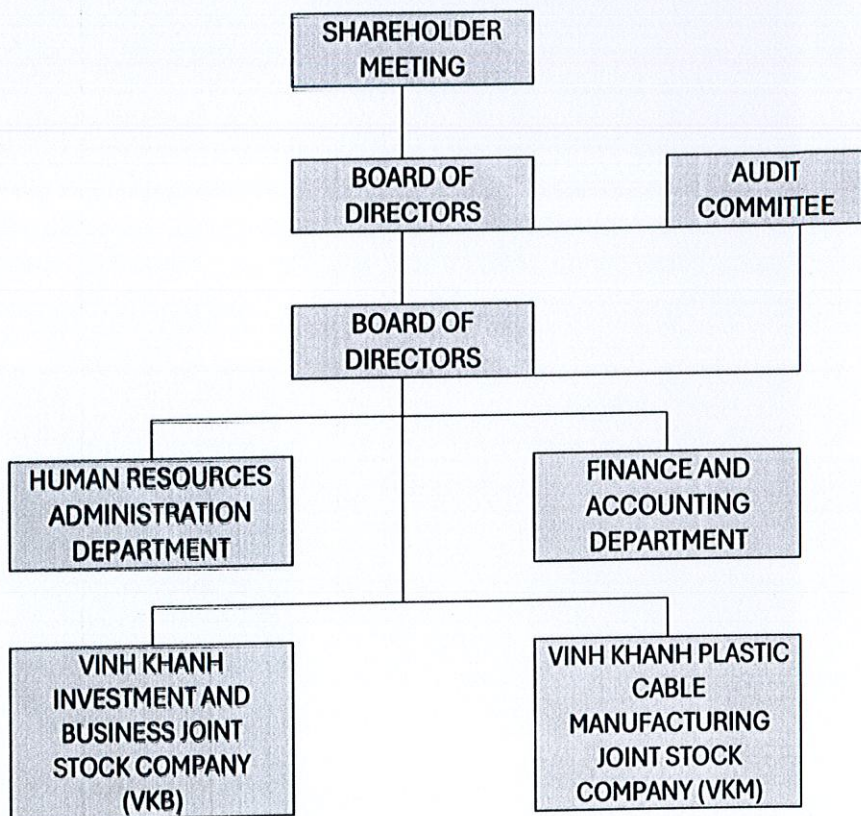 SHAREHOLDER
MEETING
BOARD OF
DIRECTORS
AUDIT
COMMITTEE
BOARD OF
DIRECTORS
HUMAN RESOURCES
ADMINISTRATION
DEPARTMENT
FINANCE AND
ACCOUNTING
DEPARTMENT
VINH KHANH
INVESTMENT AND
BUSINESS JOINT
STOCK COMPANY
(VKB)
VINH KHANH PLASTIC
CABLE
MANUFACTURING
JOINT STOCK
COMPANY (VKM)